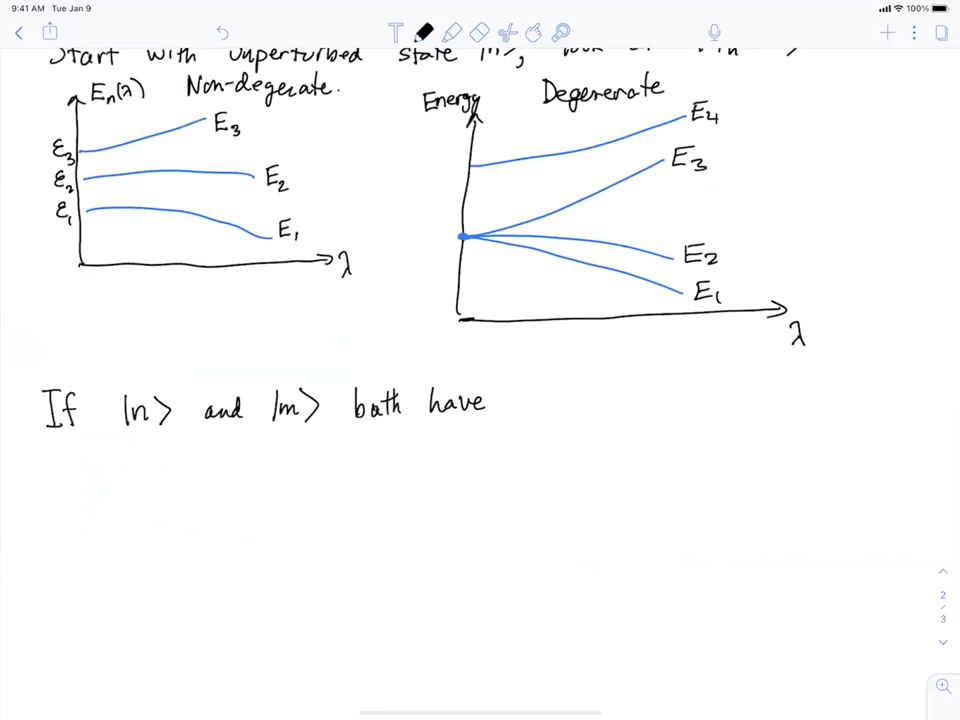 9:41 AM Tue Jan 9
100%
Start with unperturbed state |n>,
En(λ) Non-degerate.
Energy Degenerate
E4
E3
ε3
E3
ε2
E2
ε1
E1
E2
E1
λ
λ
If |n> and |m> both have
2
/
3